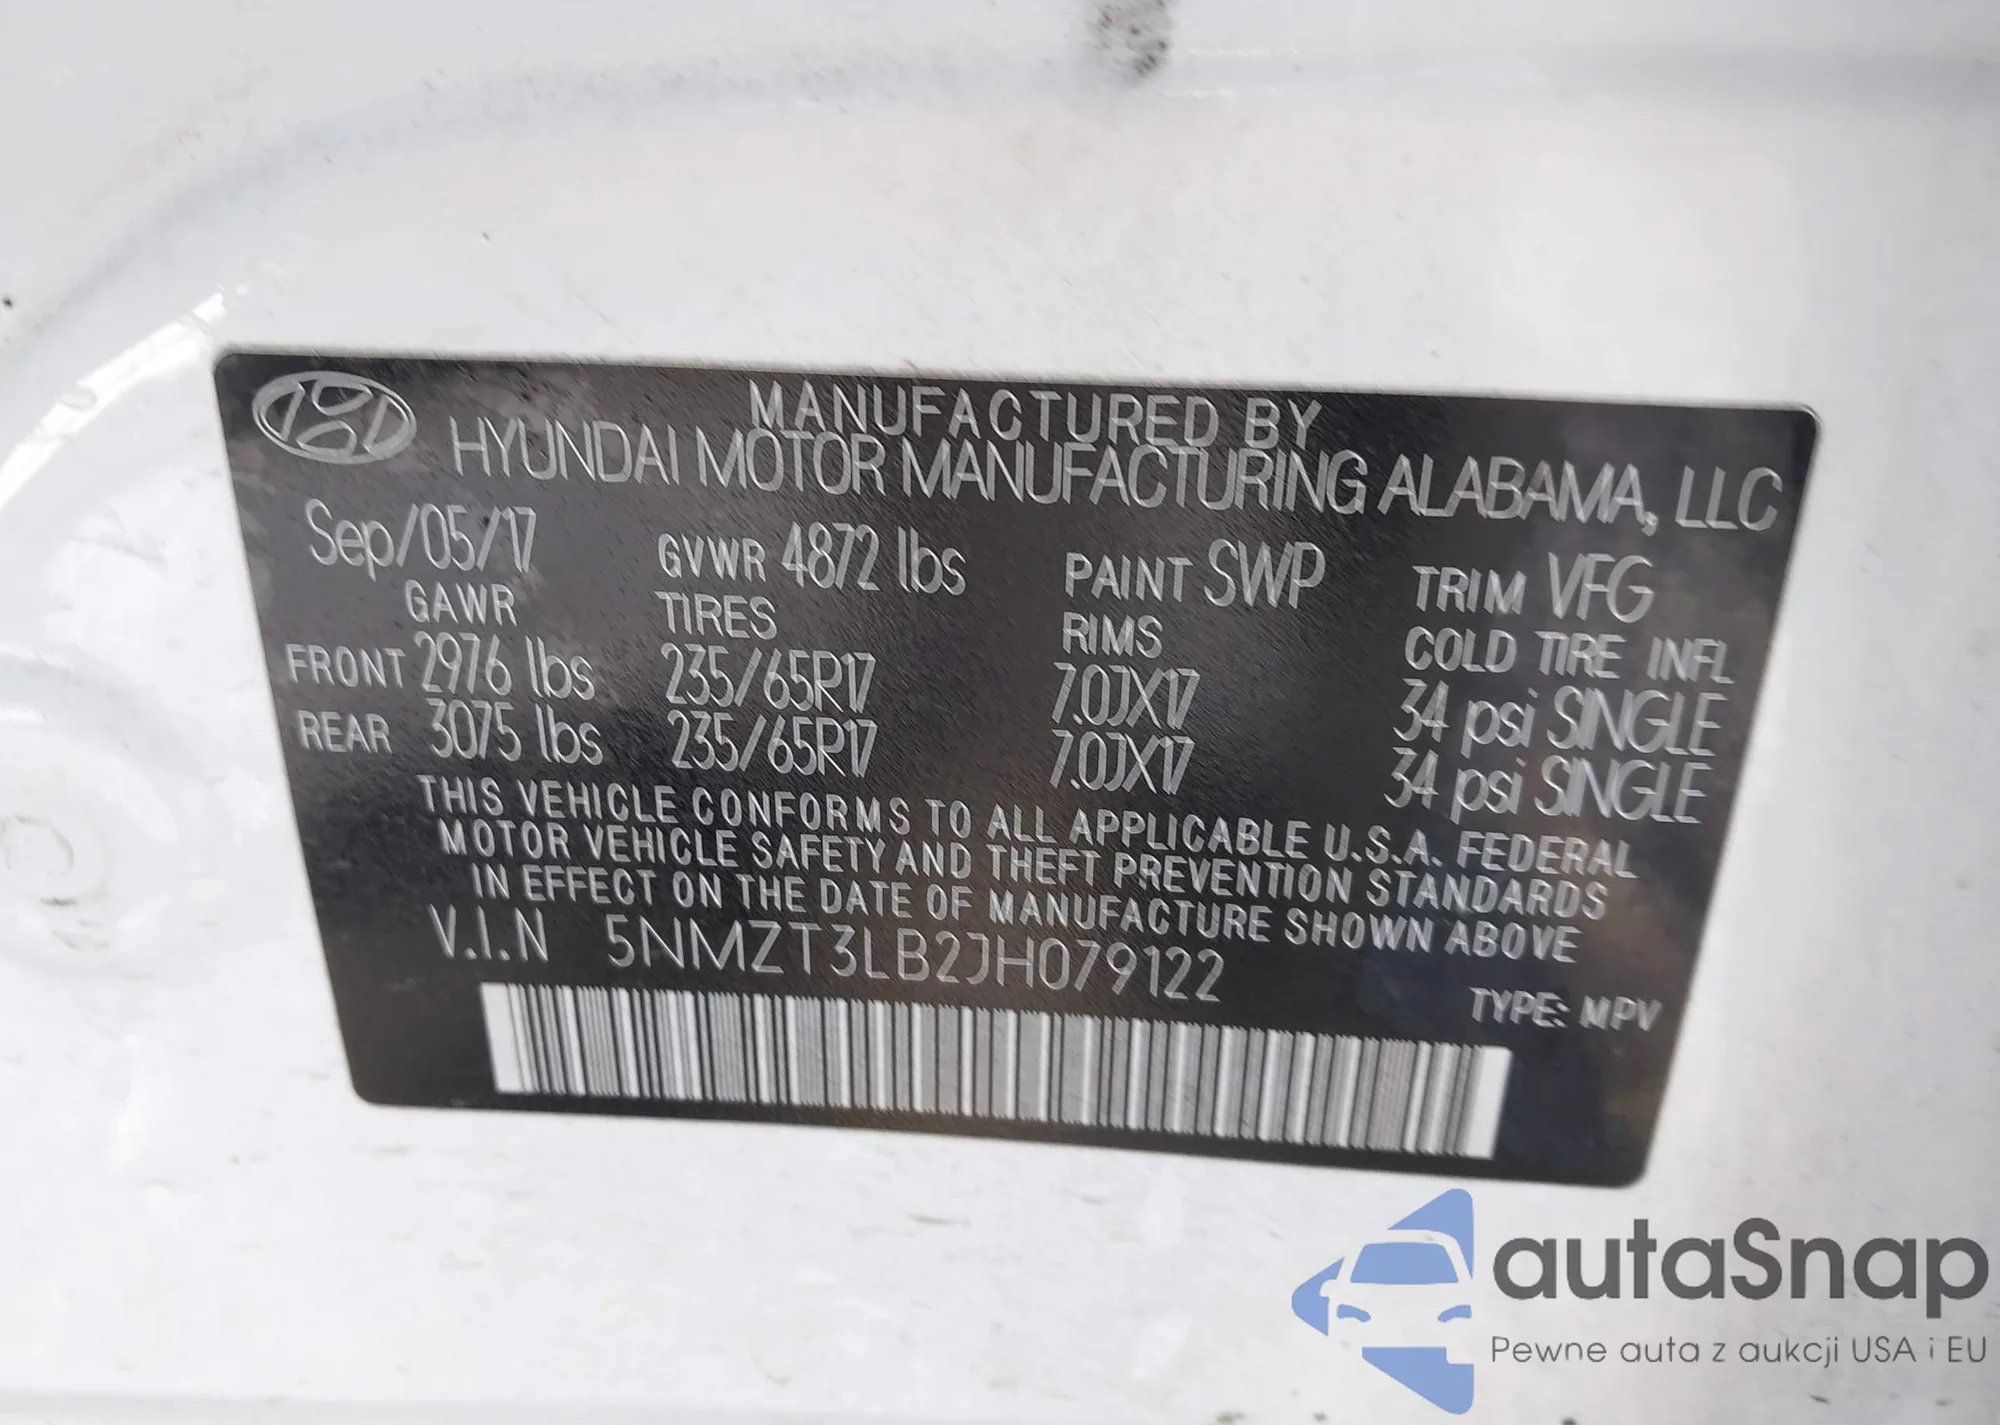 MANUFACTURED BY
HYUNDAI MOTOR MANUFACTURING ALABAMA, LLC
Sep/05/17 GVWR 4872 lbs PAINT SWP TRIM VFG
GAWR TIRES RIMS COLD TIRE INFL
FRONT 2976 lbs 235/65R17 7.0JX17 34 psi SINGLE
REAR 3075 lbs 235/65R17 7.0JX17 34 psi SINGLE
THIS VEHICLE CONFORMS TO ALL APPLICABLE U.S.A. FEDERAL
MOTOR VEHICLE SAFETY AND THEFT PREVENTION STANDARDS
IN EFFECT ON THE DATE OF MANUFACTURE SHOWN ABOVE
V.I.N 5NMZT3LB2JH079122
TYPE: MPV
autaSnap
Pewne auta z aukcji USA i EU